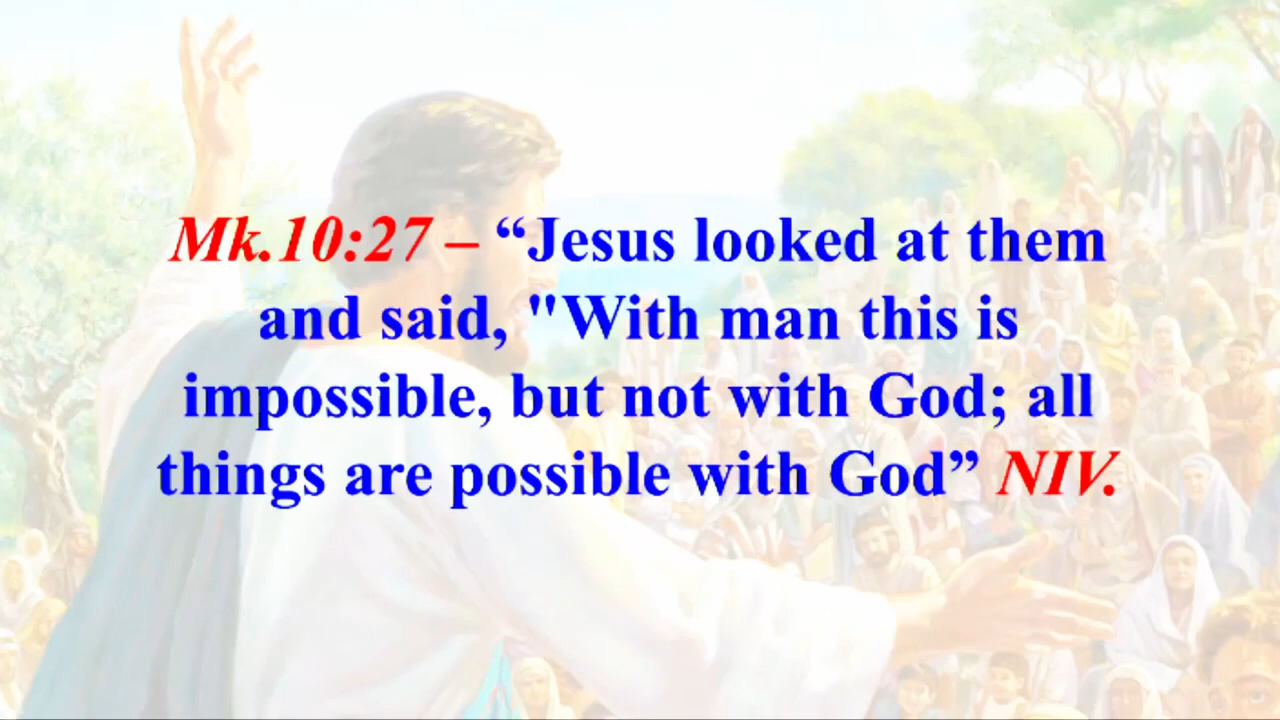 Mk.10:27 – “Jesus looked at them
and said, "With man this is
impossible, but not with God; all
things are possible with God” NIV.